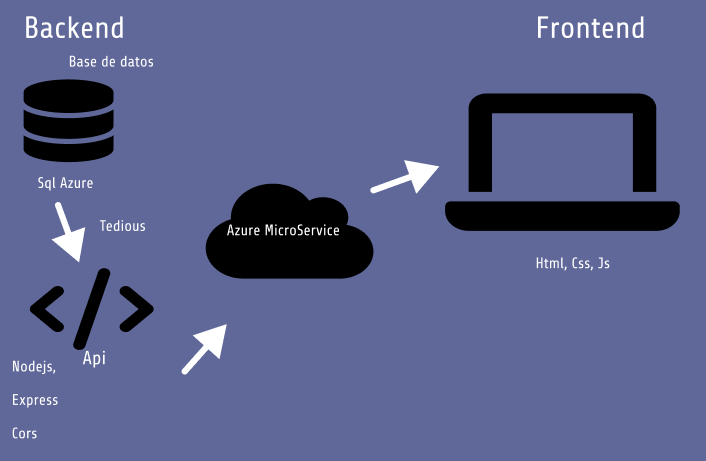 Backend
Frontend
Base de datos
Sql Azure
Tedious
Azure MicroService
Html, Css, Js
Api
Nodejs,
Express
Cors